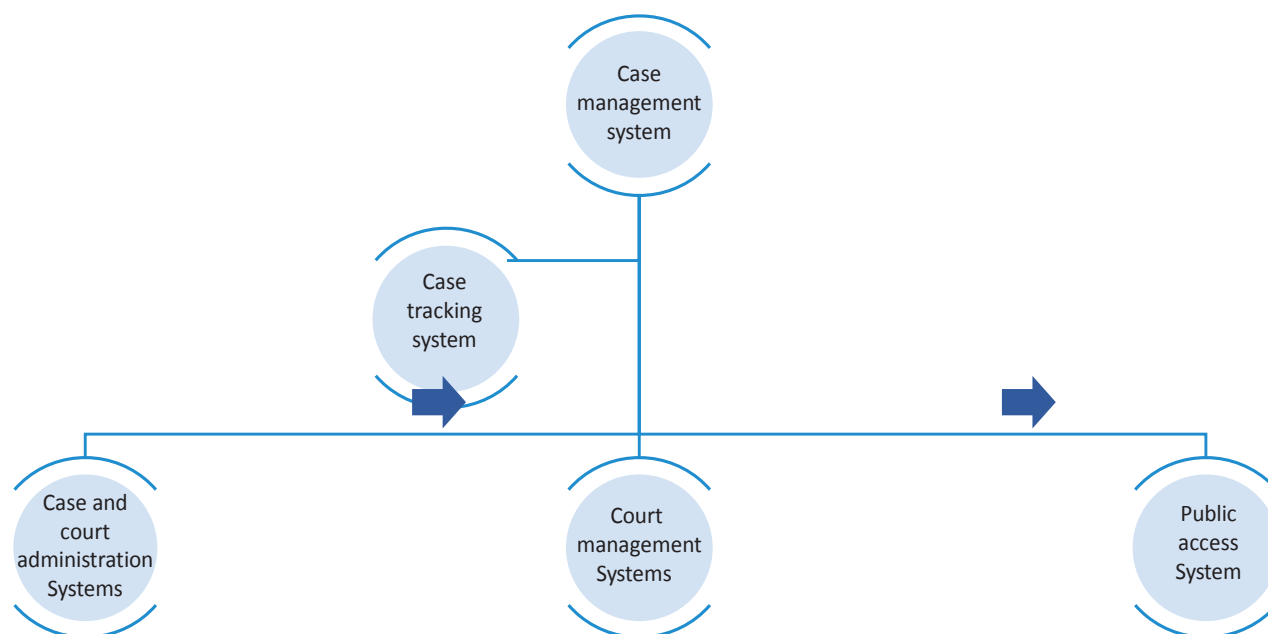 Case
management
system
Case
tracking
system
Case and
court
administration
Systems
Court
management
Systems
Public
access
System